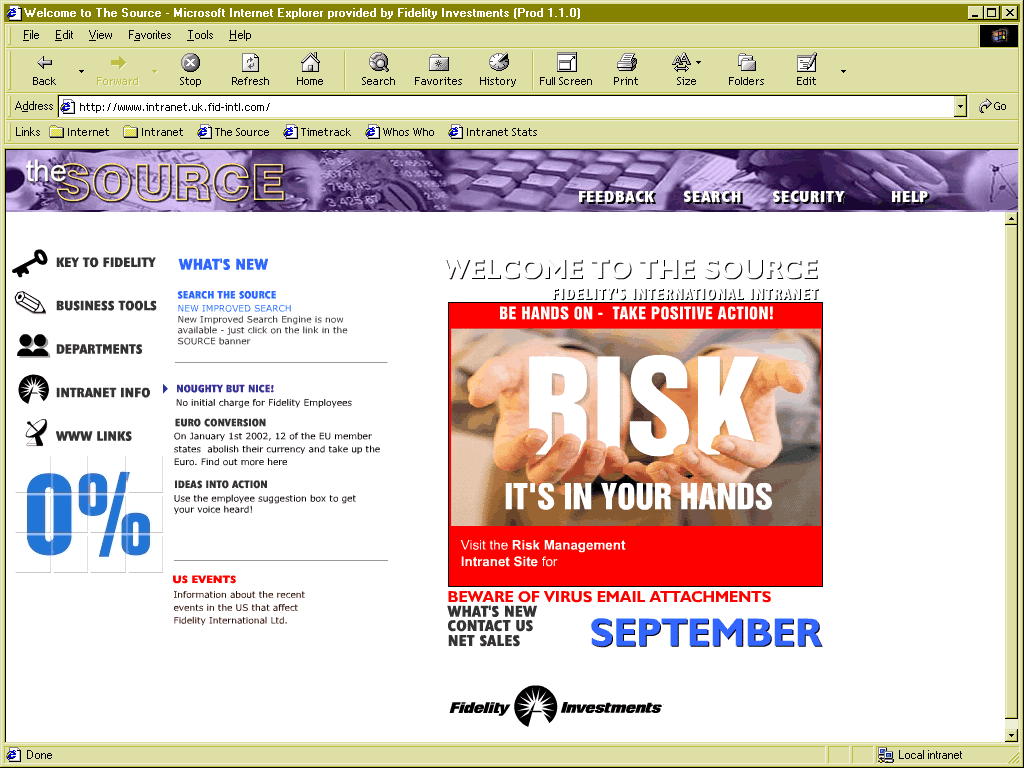 Welcome to The Source - Microsoft Internet Explorer provided by Fidelity Investments (Prod 1.1.0)
File Edit View Favorites Tools Help
Back Forward Stop Refresh Home Search Favorites History Full Screen Print Size Folders Edit
Address http://www.intranet.uk.fid-intl.com/ Go
Links Internet Intranet The Source Timetrack Whos Who Intranet Stats
the SOURCE
FEEDBACK SEARCH SECURITY HELP
KEY TO FIDELITY
BUSINESS TOOLS
DEPARTMENTS
INTRANET INFO
WWW LINKS
0%
WHAT'S NEW
SEARCH THE SOURCE
NEW IMPROVED SEARCH
New Improved Search Engine is now
available - just click on the link in the
SOURCE banner
NOUGHTY BUT NICE!
No initial charge for Fidelity Employees
EURO CONVERSION
On January 1st 2002, 12 of the EU member
states abolish their currency and take up the
Euro. Find out more here
IDEAS INTO ACTION
Use the employee suggestion box to get
your voice heard!
US EVENTS
Information about the recent
events in the US that affect
Fidelity International Ltd.
WELCOME TO THE SOURCE
FIDELITY'S INTERNATIONAL INTRANET
BE HANDS ON - TAKE POSITIVE ACTION!
RISK
IT'S IN YOUR HANDS
Visit the Risk Management
Intranet Site for
BEWARE OF VIRUS EMAIL ATTACHMENTS
WHAT'S NEW
CONTACT US
NET SALES
SEPTEMBER
Fidelity Investments
Done
Local intranet